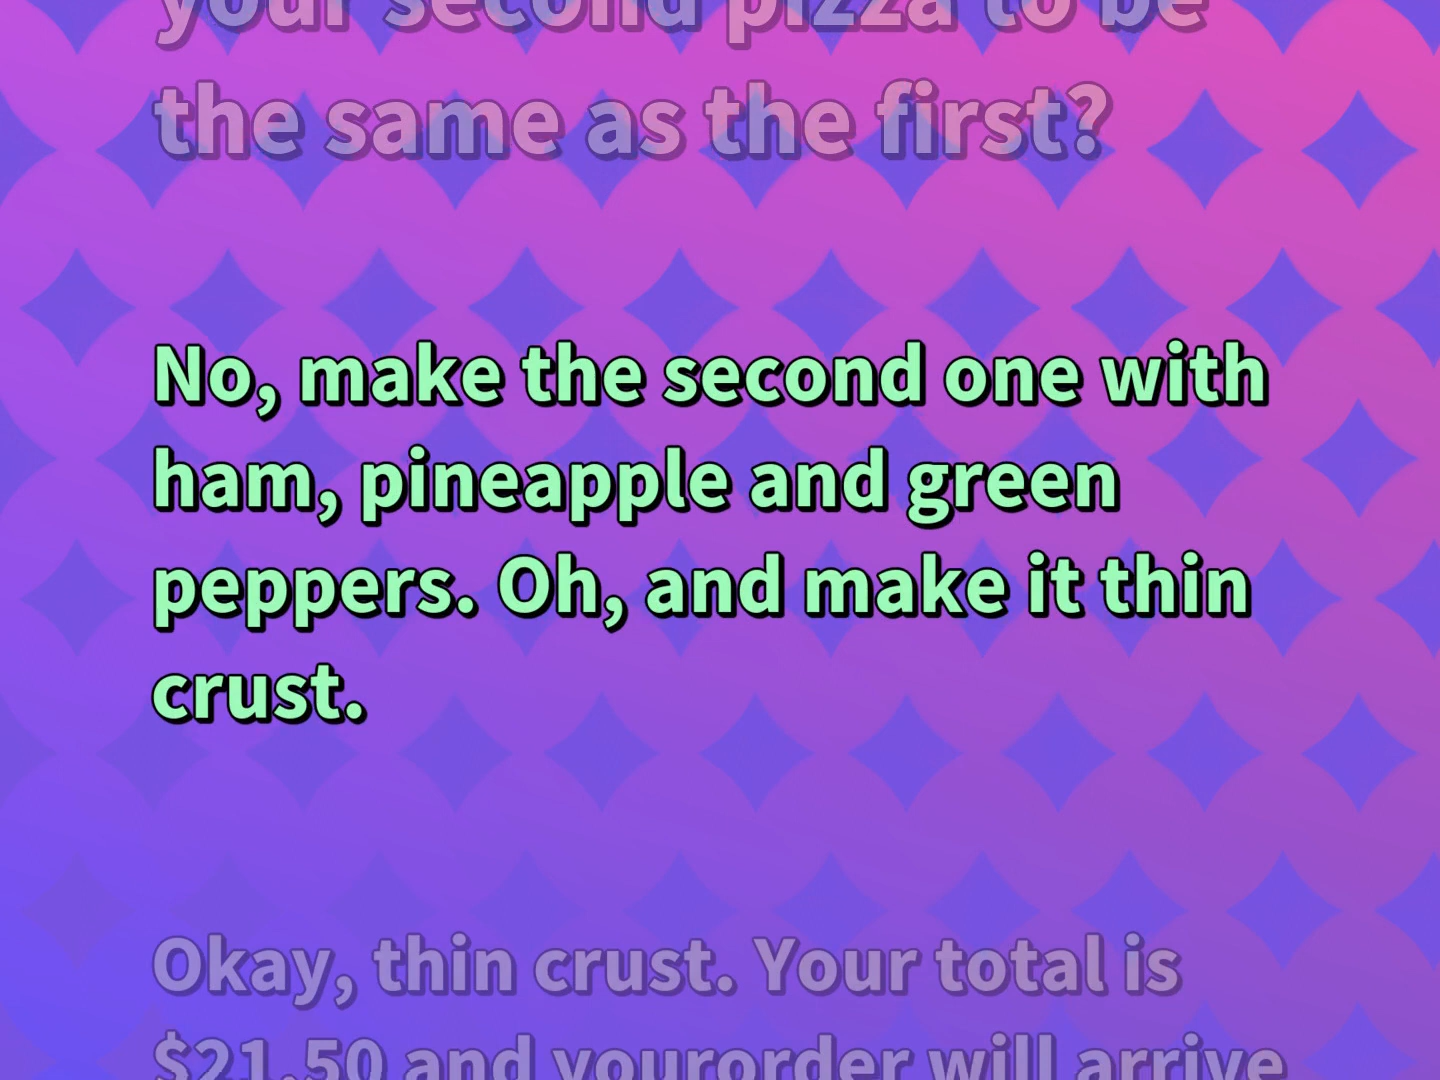 your second pizza to be
the same as the first?
No, make the second one with
ham, pineapple and green
peppers. Oh, and make it thin
crust.
Okay, thin crust. Your total is
$21.50 and yourorder will arrive